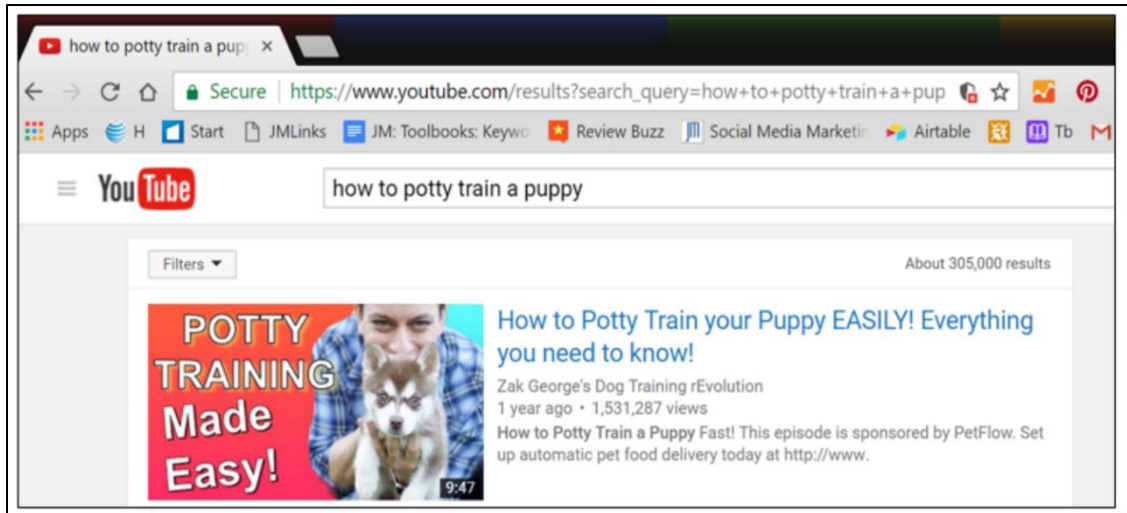 how to potty train a pup
Secure | https://www.youtube.com/results?search_query=how+to+potty+train+a+pup
Apps H Start JMLinks JM: Toolbooks: Keywo Review Buzz Social Media Marketin Airtable Tb
YouTube how to potty train a puppy
Filters About 305,000 results
POTTY
TRAINING
Made
Easy!
9:47
How to Potty Train your Puppy EASILY! Everything
you need to know!
Zak George's Dog Training rEvolution
1 year ago • 1,531,287 views
How to Potty Train a Puppy Fast! This episode is sponsored by PetFlow. Set
up automatic pet food delivery today at http://www.